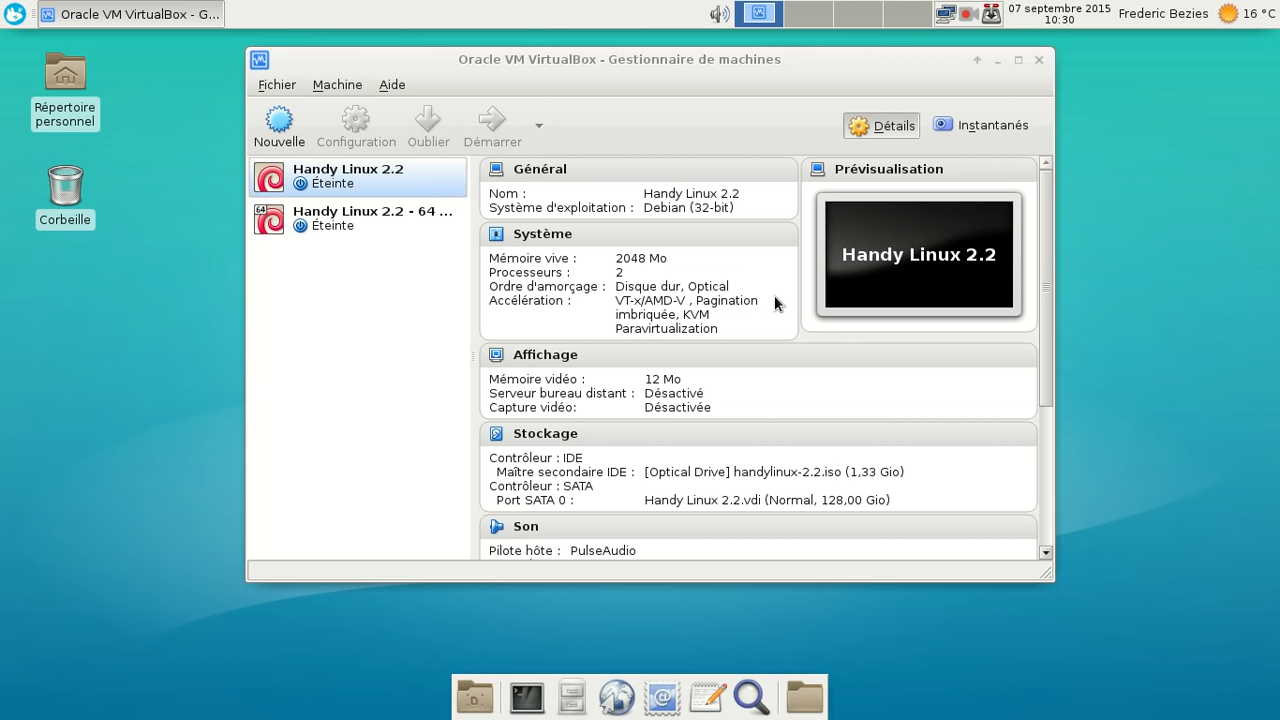 Oracle VM VirtualBox - G...
07 septembre 2015
10:30
Frederic Bezies
16 °C
Répertoire
personnel
Corbeille
Oracle VM VirtualBox - Gestionnaire de machines
Fichier Machine Aide
Nouvelle Configuration Oublier Démarrer
Détails Instantanés
Handy Linux 2.2
Éteinte
64
Handy Linux 2.2 - 64 ...
Éteinte
Général
Nom : Handy Linux 2.2
Système d'exploitation : Debian (32-bit)
Système
Mémoire vive : 2048 Mo
Processeurs : 2
Ordre d'amorçage : Disque dur, Optical
Accélération : VT-x/AMD-V , Pagination
imbriquée, KVM
Paravirtualization
Prévisualisation
Handy Linux 2.2
Affichage
Mémoire vidéo : 12 Mo
Serveur bureau distant : Désactivé
Capture vidéo: Désactivée
Stockage
Contrôleur : IDE
Maître secondaire IDE : [Optical Drive] handylinux-2.2.iso (1,33 Gio)
Contrôleur : SATA
Port SATA 0 : Handy Linux 2.2.vdi (Normal, 128,00 Gio)
Son
Pilote hôte : PulseAudio